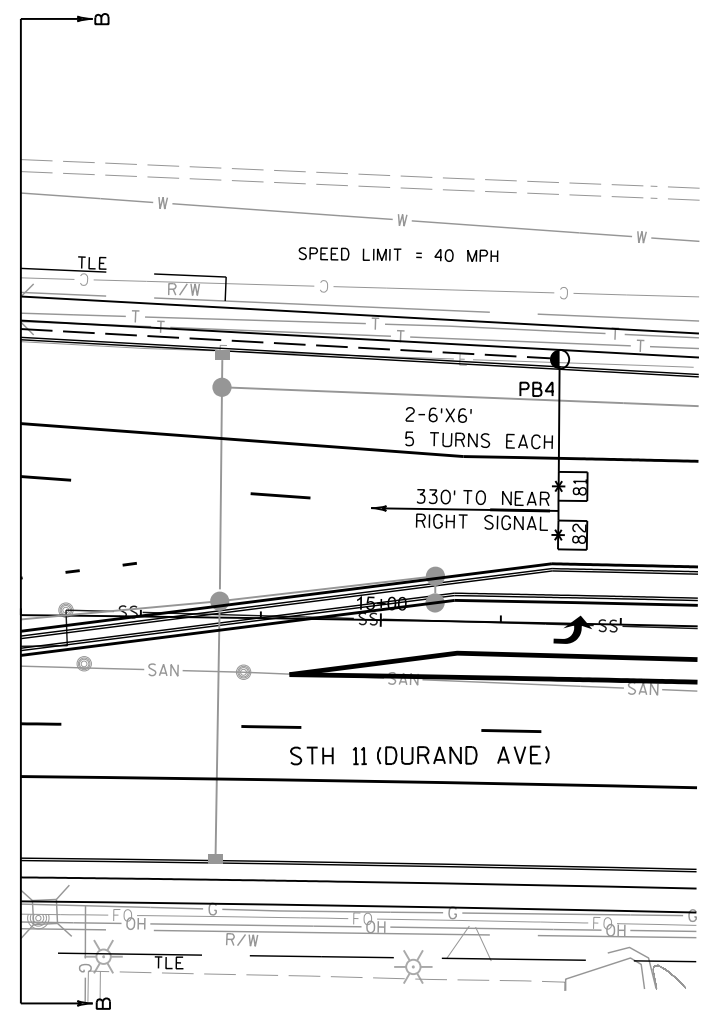 B
W
W
W
SPEED LIMIT = 40 MPH
TLE
C
C
C
R/W
T
T
T
T
T
T
E
E
PB4
2-6'X6'
5 TURNS EACH
81
330' TO NEAR
RIGHT SIGNAL
82
15+00
SS
SS
SS
SAN
SAN
SAN
STH 11 (DURAND AVE)
G
G
G
FO
FO
FO
OH
OH
OH
R/W
TLE
G
B